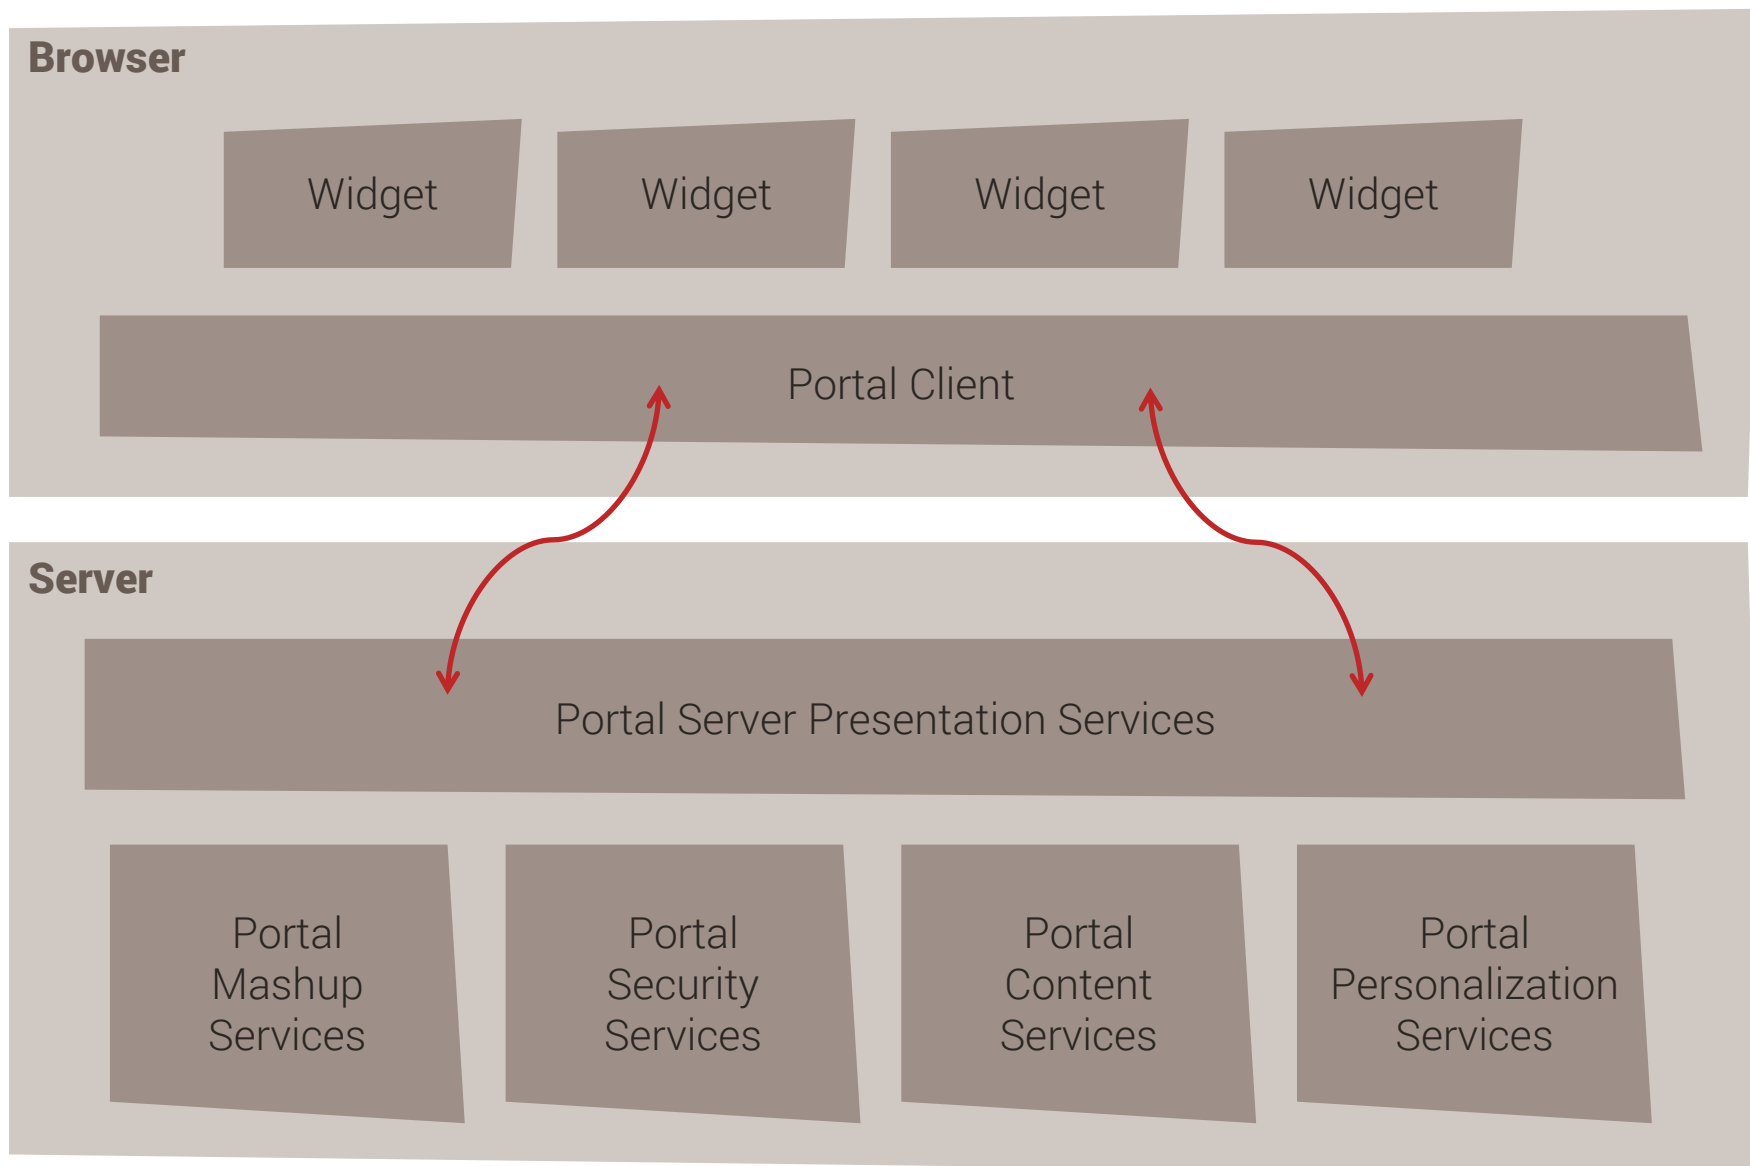 Browser
Widget
Widget
Widget
Widget
Portal Client
Server
Portal Server Presentation Services
Portal
Mashup
Services
Portal
Security
Services
Portal
Content
Services
Portal
Personalization
Services